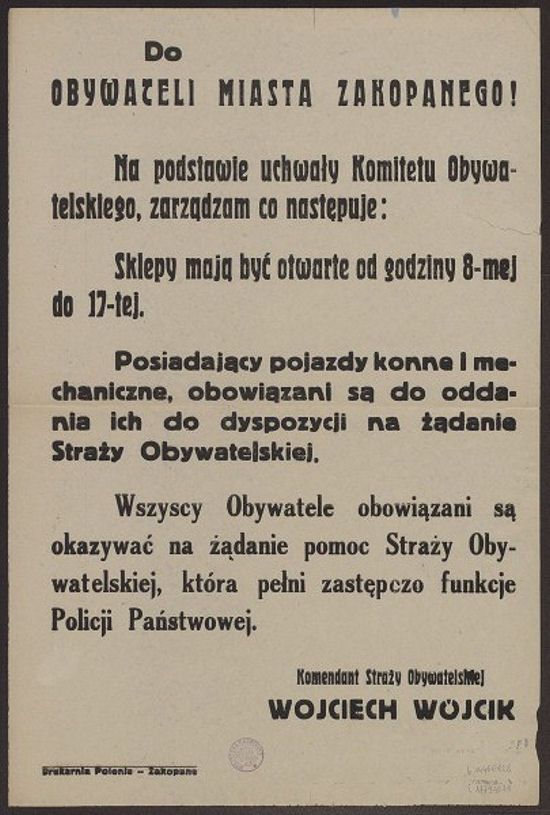 Do
OBYWATELI MIASTA ZAKOPANEGO!
Na podstawie uchwały Komitetu Obywa-
telskiego, zarządzam co następuje:
Sklepy mają być otwarte od godziny 8-mej
do 17-tej.
Posiadający pojazdy konne i me-
chaniczne, obowiązani są do odda-
nia ich do dyspozycji na żądanie
Straży Obywatelskiej.
Wszyscy Obywatele obowiązani są
okazywać na żądanie pomoc Straży Oby-
watelskiej, która pełni zastępczo funkcje
Policji Państwowej.
Komendant Straży Obywatelskiej
WOJCIECH WÓJCIK
Drukarnia Polonia – Zakopane